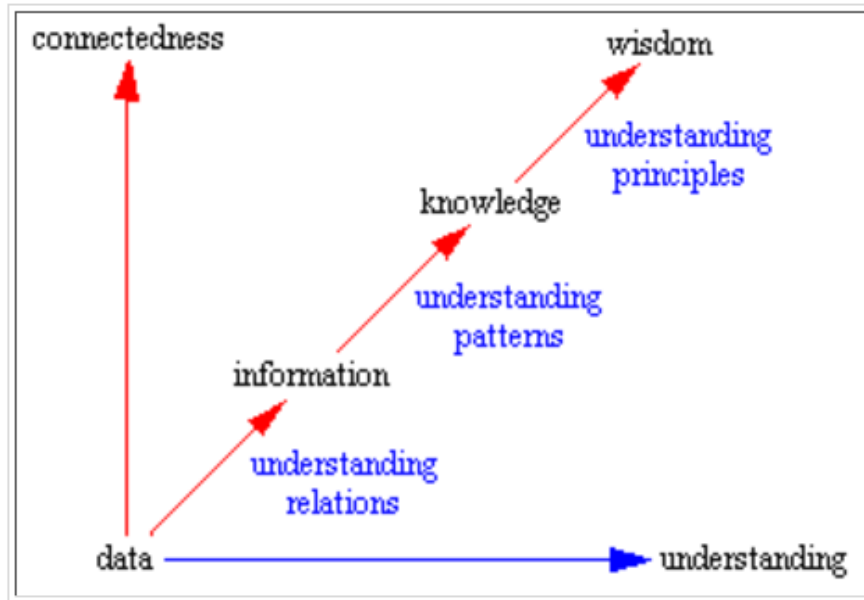 connectedness
wisdom
understanding
principles
knowledge
understanding
patterns
information
understanding
relations
data
understanding